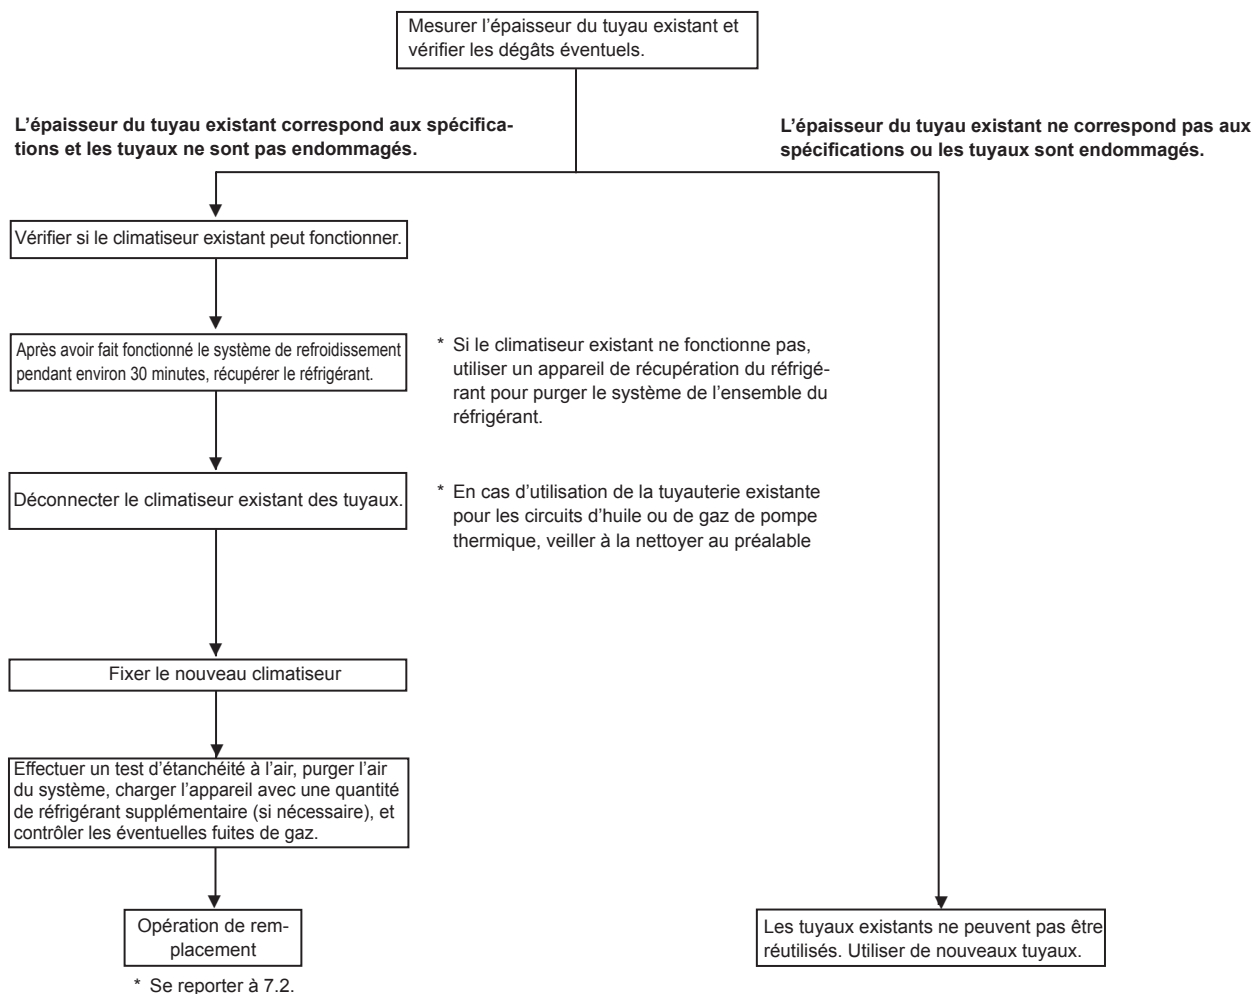 Mesurer l’épaisseur du tuyau existant et
vérifier les dégâts éventuels.
L’épaisseur du tuyau existant correspond aux spécifica-
tions et les tuyaux ne sont pas endommagés.
L’épaisseur du tuyau existant ne correspond pas aux
spécifications ou les tuyaux sont endommagés.
Vérifier si le climatiseur existant peut fonctionner.
Après avoir fait fonctionné le système de refroidissement
pendant environ 30 minutes, récupérer le réfrigérant.
* Si le climatiseur existant ne fonctionne pas,
utiliser un appareil de récupération du réfrigé-
rant pour purger le système de l’ensemble du
réfrigérant.
Déconnecter le climatiseur existant des tuyaux.
* En cas d’utilisation de la tuyauterie existante
pour les circuits d’huile ou de gaz de pompe
thermique, veiller à la nettoyer au préalable
Fixer le nouveau climatiseur
Effectuer un test d’étanchéité à l’air, purger l’air
du système, charger l’appareil avec une quantité
de réfrigérant supplémentaire (si nécessaire), et
contrôler les éventuelles fuites de gaz.
Opération de rem-
placement
* Se reporter à 7.2.
Les tuyaux existants ne peuvent pas être
réutilisés. Utiliser de nouveaux tuyaux.